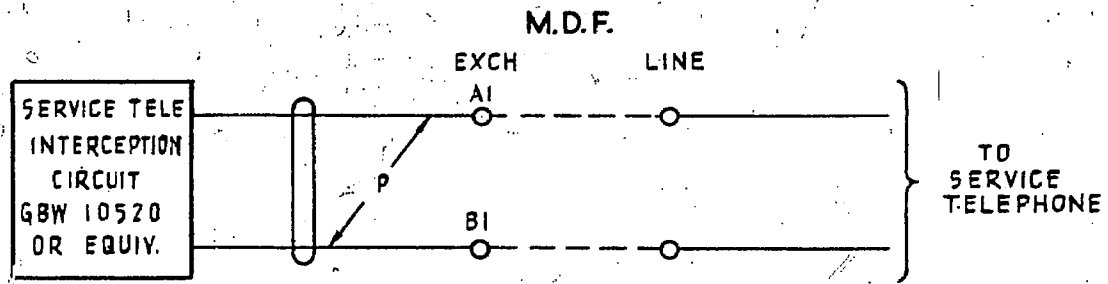 M.D.F.
EXCH LINE
SERVICE TELE
INTERCEPTION
CIRCUIT
GBW 10520
OR EQUIV.
A1
P
B1
TO
SERVICE
TELEPHONE